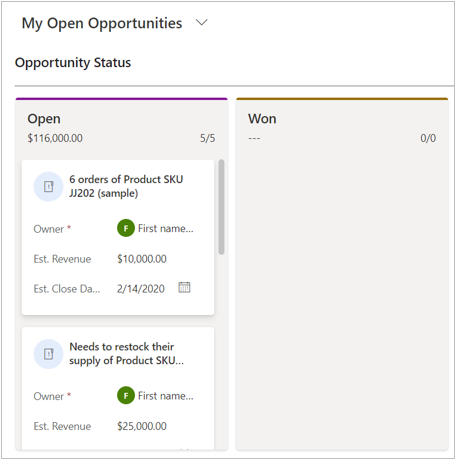 My Open Opportunities
Opportunity Status
Open
$116,000.00 5/5
6 orders of Product SKU
JJ202 (sample)
Owner * F First name...
Est. Revenue $10,000.00
Est. Close Da... 2/14/2020
Needs to restock their
supply of Product SKU...
Owner * F First name...
Est. Revenue $25,000.00
Won
--- 0/0